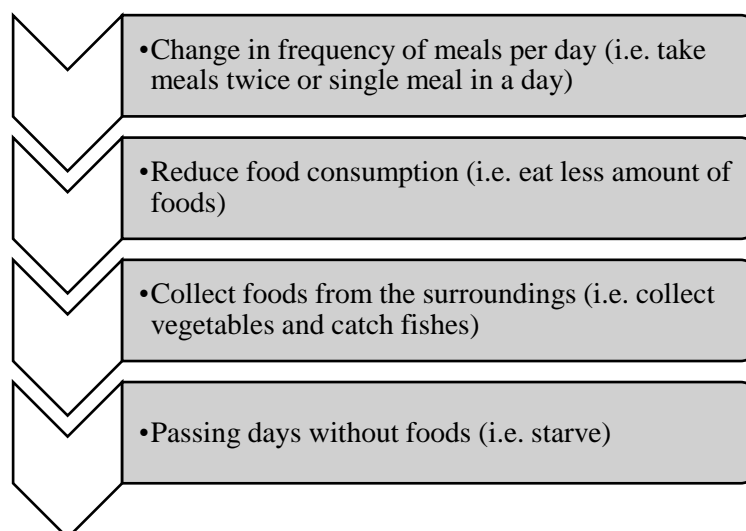 •Change in frequency of meals per day (i.e. take
meals twice or single meal in a day)
•Reduce food consumption (i.e. eat less amount of
foods)
•Collect foods from the surroundings (i.e. collect
vegetables and catch fishes)
•Passing days without foods (i.e. starve)